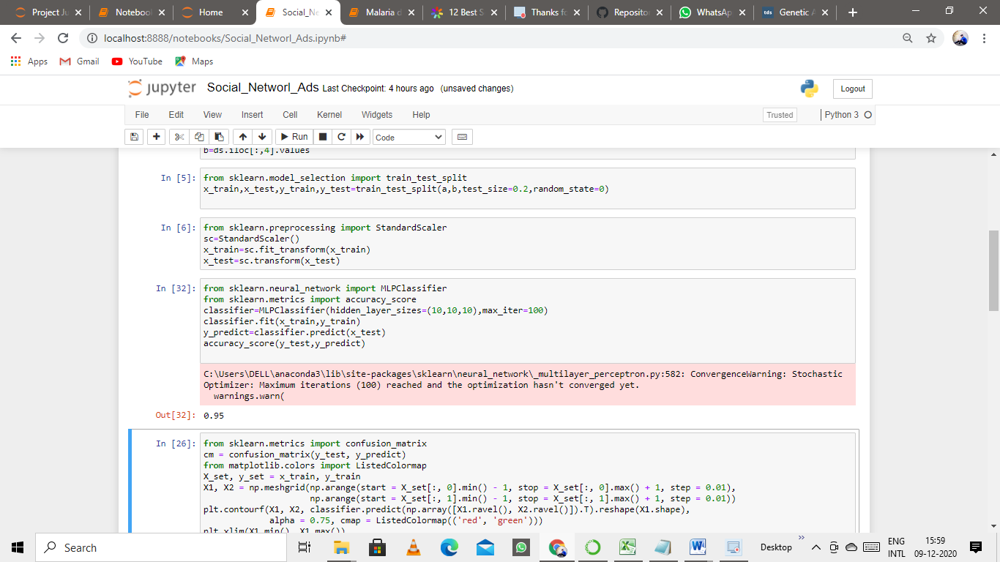 Project Ju
Noteboo
Home
Social_Ne
Malaria d
12 Best S
Thanks fo
Reposito
WhatsAp
tds Genetic A
localhost:8888/notebooks/Social_Networl_Ads.ipynb#
Apps Gmail YouTube Maps
jupyter Social_Networl_Ads Last Checkpoint: 4 hours ago (unsaved changes)
Logout
File Edit View Insert Cell Kernel Widgets Help
Trusted
Python 3
Run
Code
b=ds.iloc[:,4].values
In [5]: from sklearn.model_selection import train_test_split
x_train,x_test,y_train,y_test=train_test_split(a,b,test_size=0.2,random_state=0)
In [6]: from sklearn.preprocessing import StandardScaler
sc=StandardScaler()
x_train=sc.fit_transform(x_train)
x_test=sc.transform(x_test)
In [32]: from sklearn.neural_network import MLPClassifier
from sklearn.metrics import accuracy_score
classifier=MLPClassifier(hidden_layer_sizes=(10,10,10),max_iter=100)
classifier.fit(x_train,y_train)
y_predict=classifier.predict(x_test)
accuracy_score(y_test,y_predict)
C:\Users\DELL\anaconda3\lib\site-packages\sklearn\neural_network\_multilayer_perceptron.py:582: ConvergenceWarning: Stochastic
Optimizer: Maximum iterations (100) reached and the optimization hasn't converged yet.
warnings.warn(
Out[32]: 0.95
In [26]: from sklearn.metrics import confusion_matrix
cm = confusion_matrix(y_test, y_predict)
from matplotlib.colors import ListedColormap
X_set, y_set = x_train, y_train
X1, X2 = np.meshgrid(np.arange(start = X_set[:, 0].min() - 1, stop = X_set[:, 0].max() + 1, step = 0.01),
np.arange(start = X_set[:, 1].min() - 1, stop = X_set[:, 1].max() + 1, step = 0.01))
plt.contourf(X1, X2, classifier.predict(np.array([X1.ravel(), X2.ravel()]).T).reshape(X1.shape),
alpha = 0.75, cmap = ListedColormap(('red', 'green')))
plt.xlim(X1.min(), X1.max())
Search
Desktop
ENG
INTL
15:59
09-12-2020